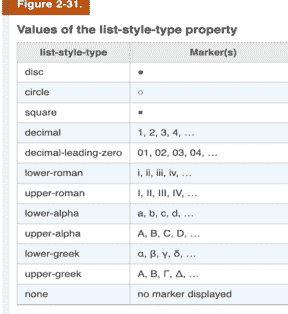 Figure 2-31.
Values of the list-style-type property
list-style-type Marker(s)
disc •
circle ○
square ▪
decimal 1, 2, 3, 4, ...
decimal-leading-zero 01, 02, 03, 04, ...
lower-roman i, ii, iii, iv, ...
upper-roman I, II, III, IV, ...
lower-alpha a, b, c, d, ...
upper-alpha A, B, C, D, ...
lower-greek α, β, γ, δ, ...
upper-greek Α, Β, Γ, Δ, ...
none no marker displayed